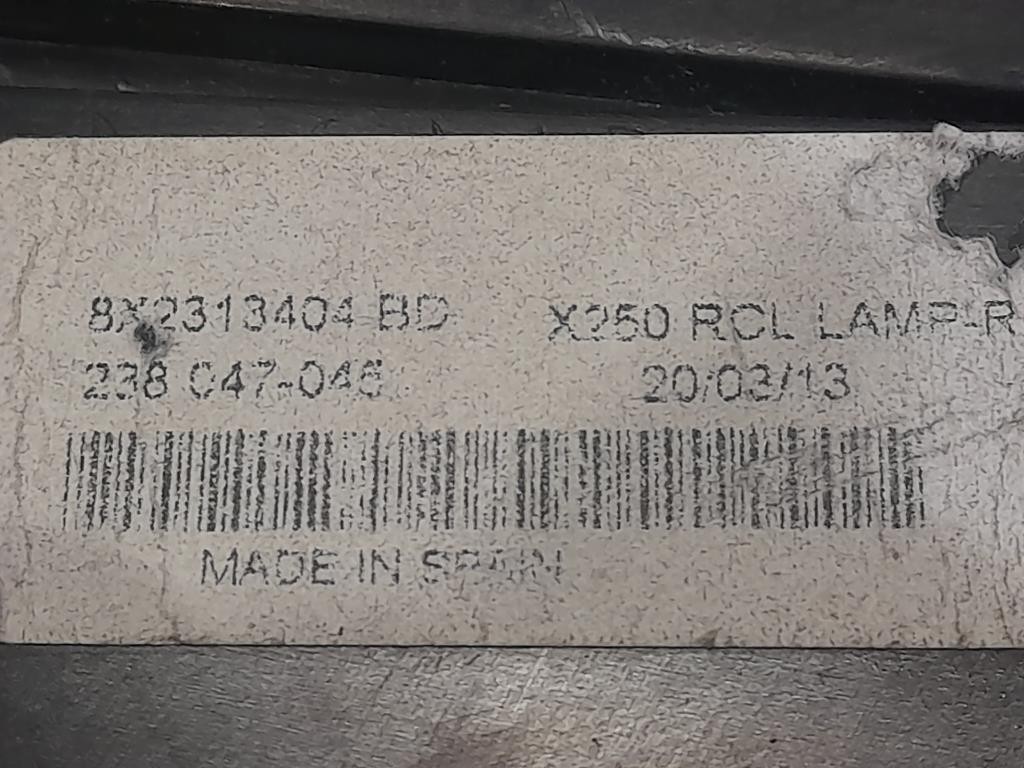 8X2313404-BD X250 RCL LAMP-R
238 047-046 20/03/13
MADE IN SPAIN